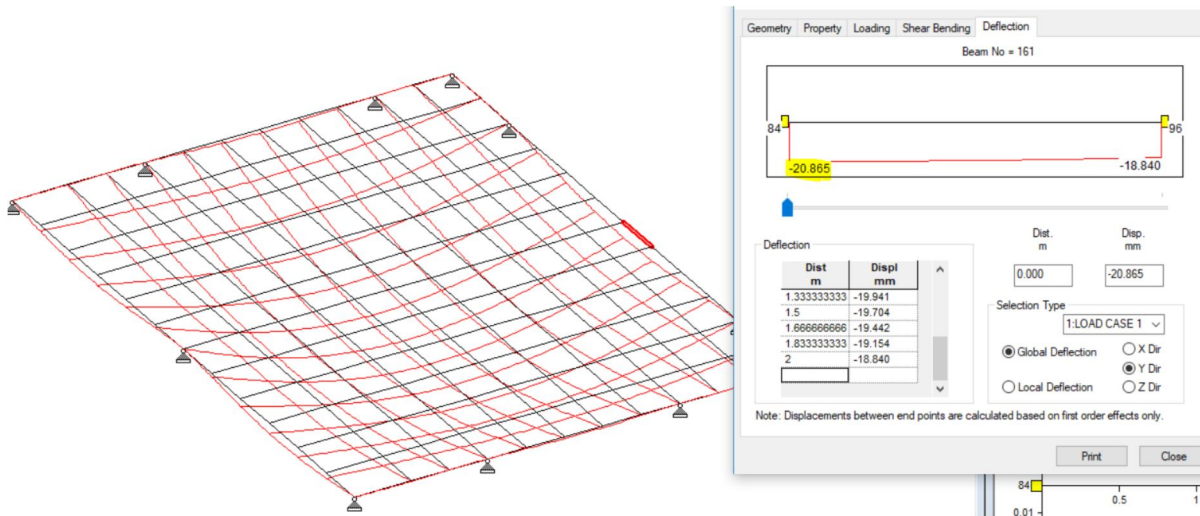 Geometry Property Loading Shear Bending Deflection
Beam No = 161
84
96
-20.865
-18.840
Dist.
m
Disp.
mm
0.000
-20.865
Deflection
Dist
m
Displ
mm
1.333333333 -19.941
1.5 -19.704
1.666666666 -19.442
1.833333333 -19.154
2 -18.840
Selection Type
1:LOAD CASE 1
Global Deflection
Local Deflection
X Dir
Y Dir
Z Dir
Note: Displacements between end points are calculated based on first order effects only.
Print Close
84
0.5
1
0.01